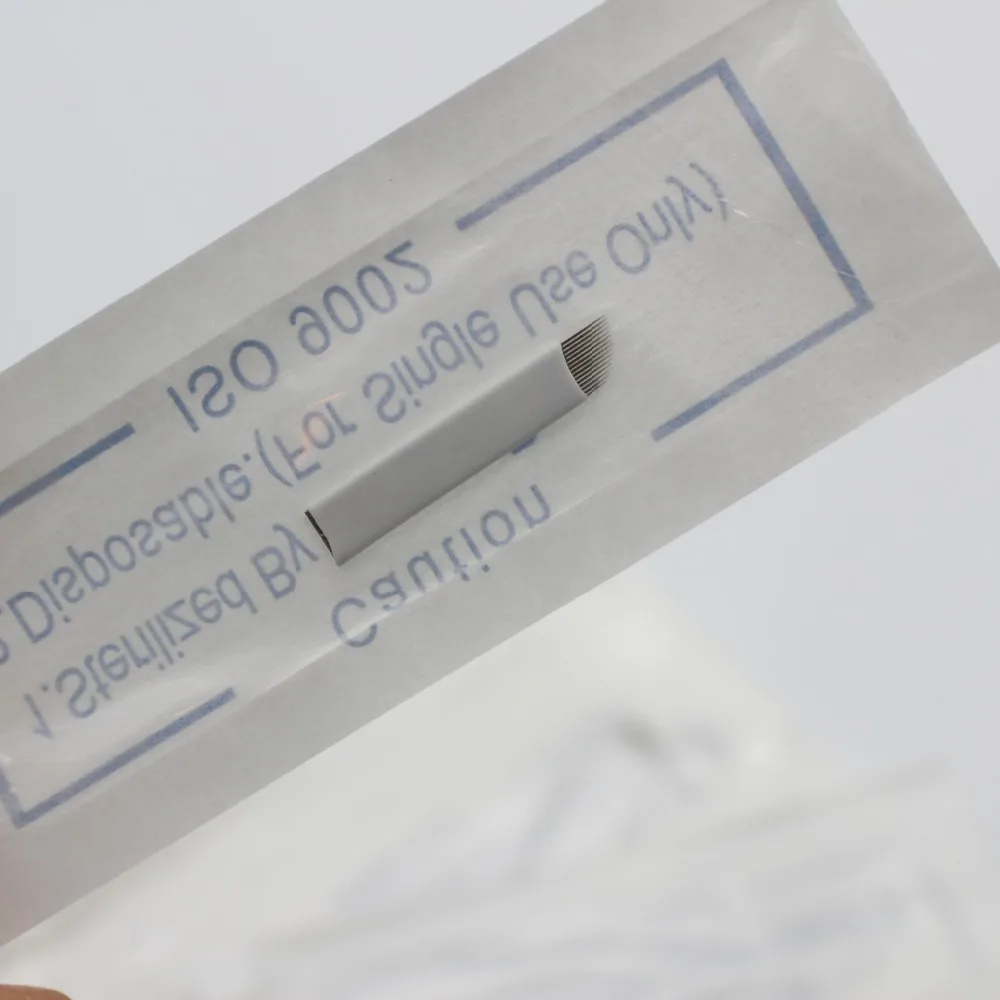 Caution
1.Sterilized By
.Disposable.(For Single Use Only)
ISO 9002